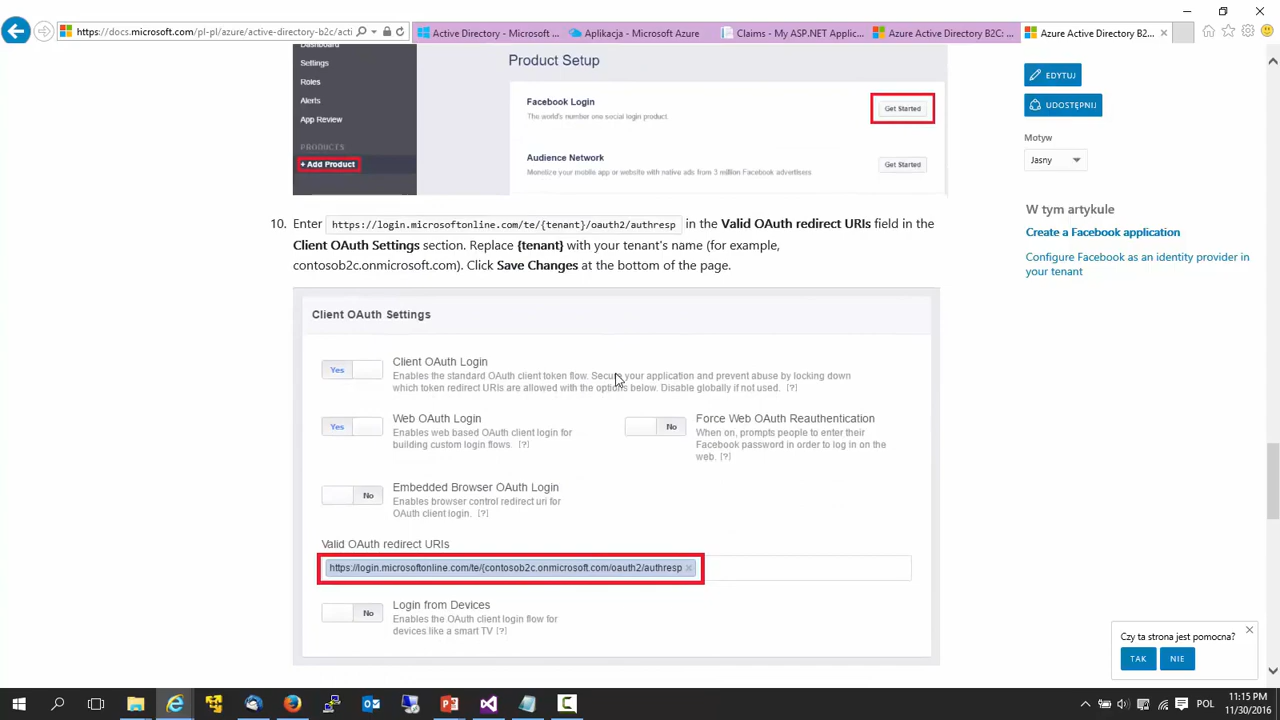 https://docs.microsoft.com/pl-pl/azure/active-directory-b2c/acti
Active Directory - Microsoft ...
Aplikacja - Microsoft Azure
Claims - My ASP.NET Applic...
Azure Active Directory B2C: ...
Azure Active Directory B2...
Dashboard
Settings
Roles
Alerts
App Review
PRODUCTS
+ Add Product
Product Setup
Facebook Login
The world's number one social login product.
Get Started
Audience Network
Monetize your mobile app or website with native ads from 3 million Facebook advertisers
Get Started
EDYTUJ
UDOSTĘPNIJ
Motyw
Jasny
W tym artykule
Create a Facebook application
Configure Facebook as an identity provider in
your tenant
10. Enter https://login.microsoftonline.com/te/{tenant}/oauth2/authresp in the Valid OAuth redirect URIs field in the
Client OAuth Settings section. Replace {tenant} with your tenant's name (for example,
contosob2c.onmicrosoft.com). Click Save Changes at the bottom of the page.
Client OAuth Settings
Yes
Client OAuth Login
Enables the standard OAuth client token flow. Secure your application and prevent abuse by locking down
which token redirect URIs are allowed with the options below. Disable globally if not used. [?]
Yes
Web OAuth Login
Enables web based OAuth client login for
building custom login flows. [?]
No
Force Web OAuth Reauthentication
When on, prompts people to enter their
Facebook password in order to log in on the
web. [?]
No
Embedded Browser OAuth Login
Enables browser control redirect uri for
OAuth client login. [?]
Valid OAuth redirect URIs
https://login.microsoftonline.com/te/{contosob2c.onmicrosoft.com/oauth2/authresp ×
No
Login from Devices
Enables the OAuth client login flow for
devices like a smart TV [?]
Czy ta strona jest pomocna?
TAK
NIE
POL
11:15 PM
11/30/2016